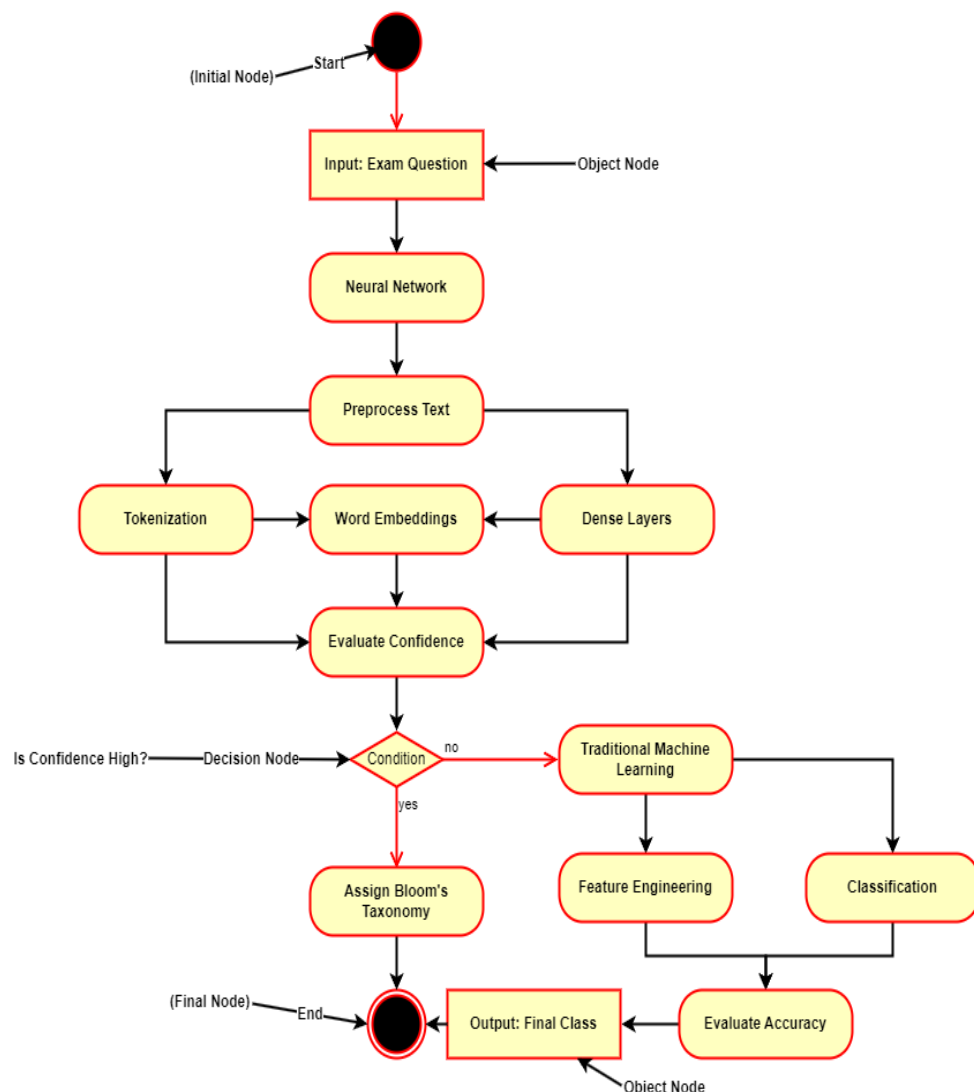 Start
(Initial Node)
Input: Exam Question
Object Node
Neural Network
Preprocess Text
Tokenization
Word Embeddings
Dense Layers
Evaluate Confidence
Is Confidence High?
Decision Node
Condition
no
Traditional Machine
Learning
yes
Assign Bloom's
Taxonomy
Feature Engineering
Classification
(Final Node)
End
Output: Final Class
Evaluate Accuracy
Object Node